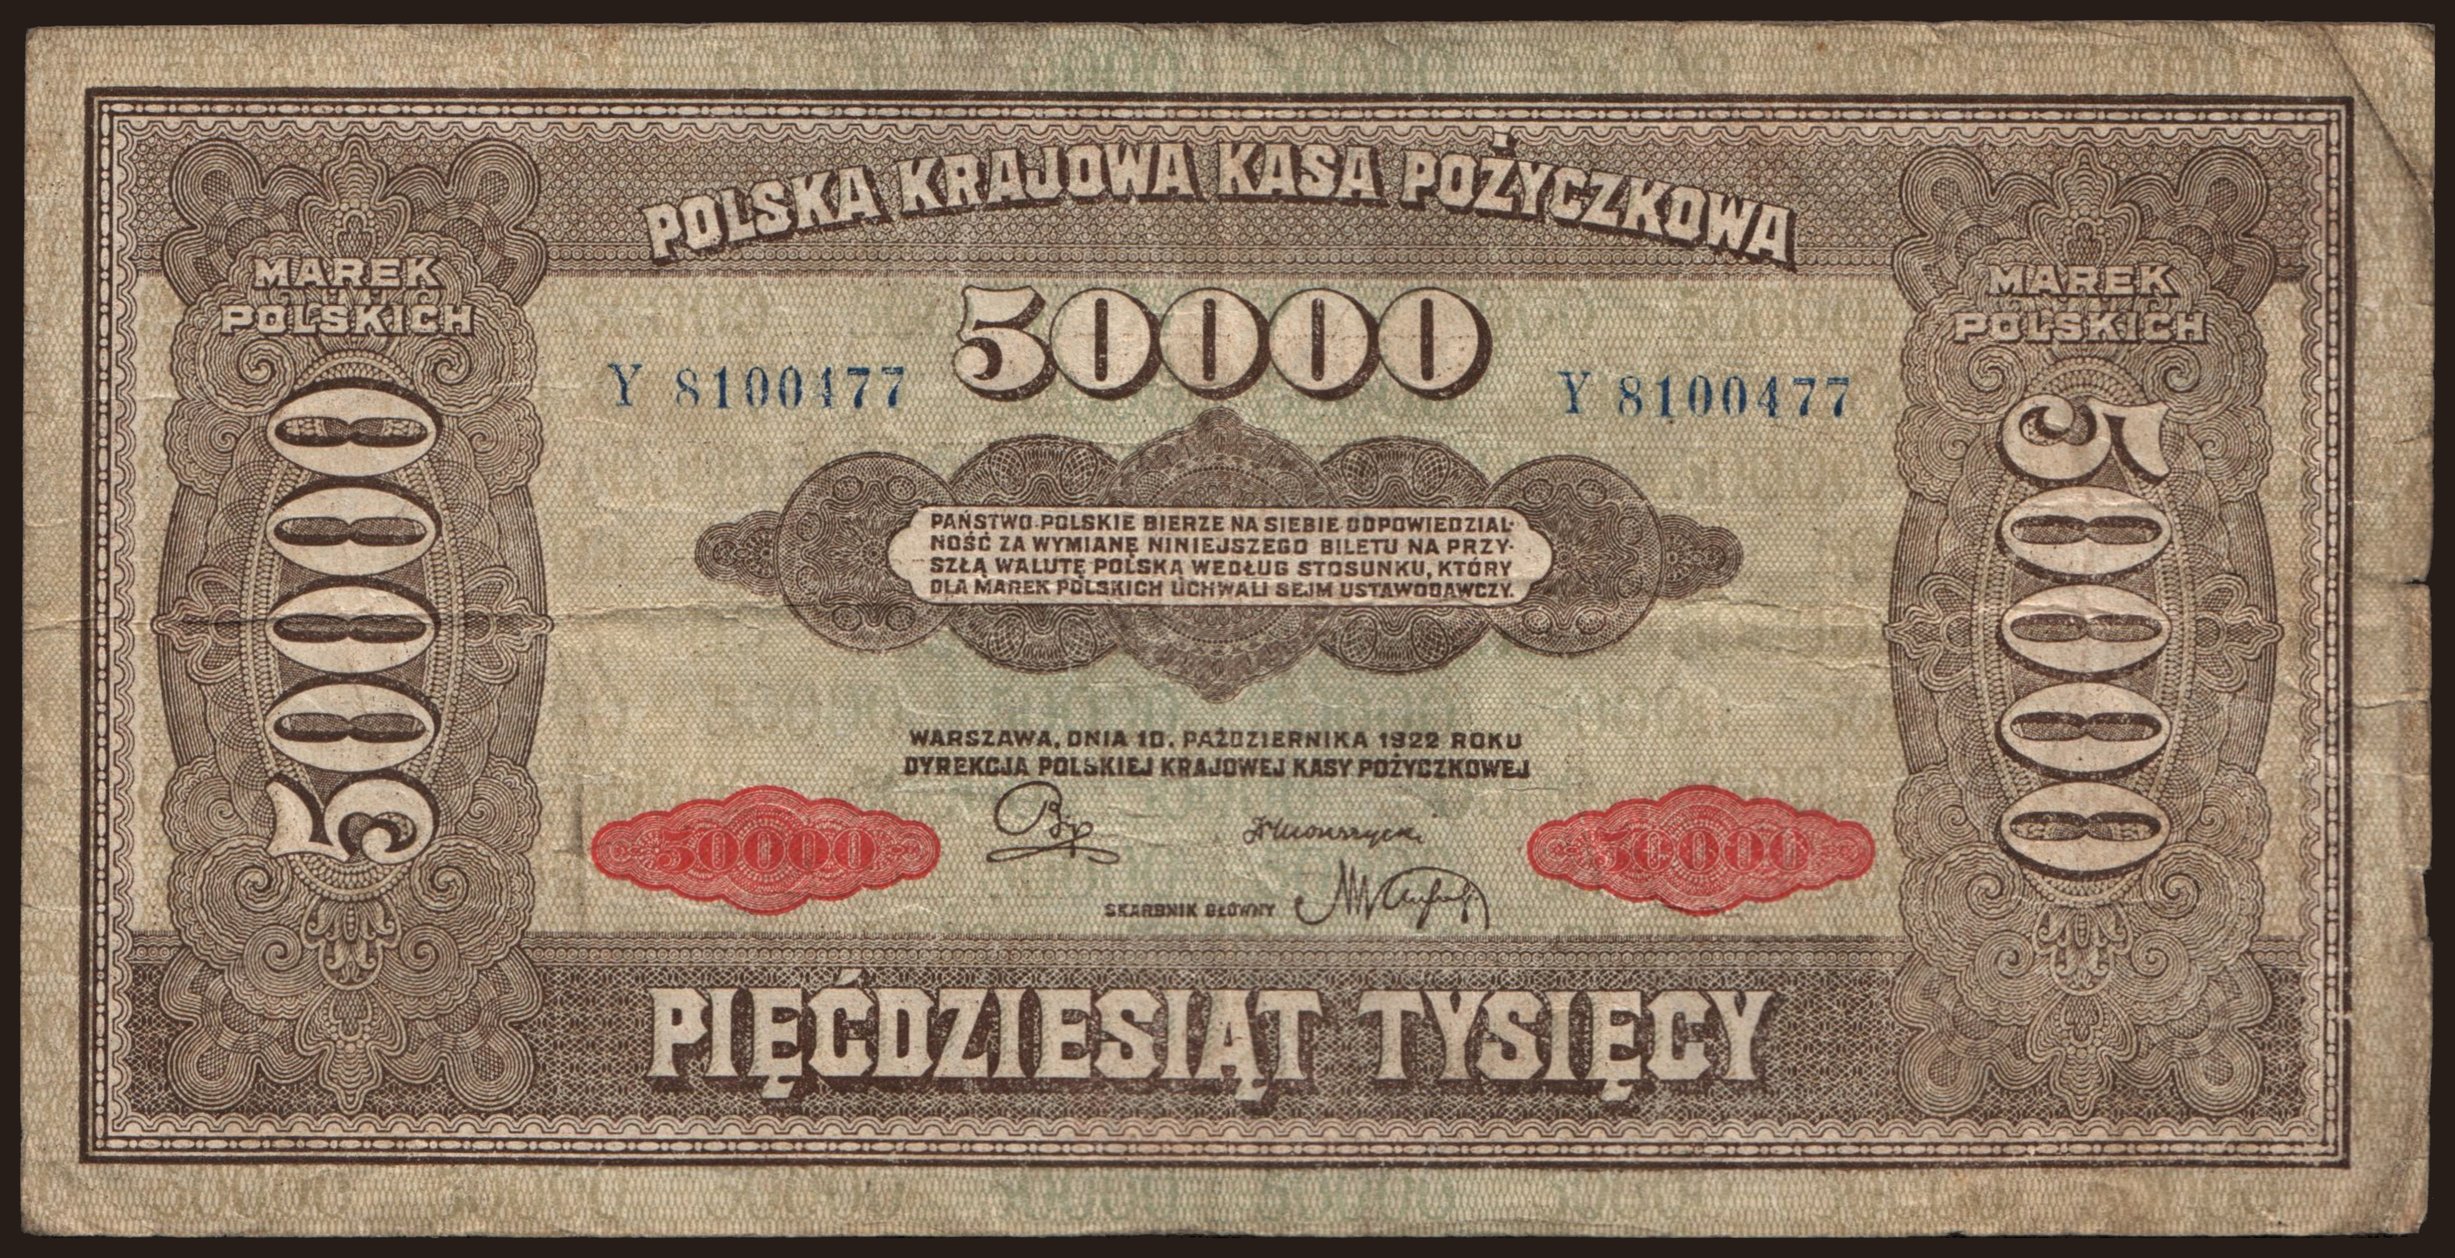 POLSKA KRAJOWA KASA POŻYCZKOWA
MAREK
POLSKICH
MAREK
POLSKICH
50000
Y 8100477
Y 8100477
50000
50000
PAŃSTWO POLSKIE BIERZE NA SIEBIE ODPOWIEDZIAL-
NOŚĆ ZA WYMIANĘ NINIEJSZEGO BILETU NA PRZY-
SZŁĄ WALUTĘ POLSKĄ WEDŁUG STOSUNKU, KTÓRY
DLA MAREK POLSKICH UCHWALI SEJM USTAWODAWCZY.
WARSZAWA, DNIA 10. PAŹDZIERNIKA 1922 ROKU
DYREKCJA POLSKIEJ KRAJOWEJ KASY POŻYCZKOWEJ
50000
50000
SKARBNIK GŁÓWNY
PIĘĆDZIESIĄT TYSIĘCY